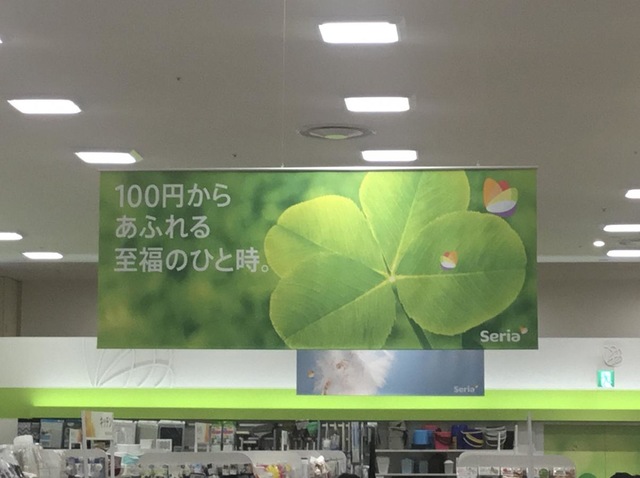 100円から
あふれる
至福のひと時。
Seria
Seria